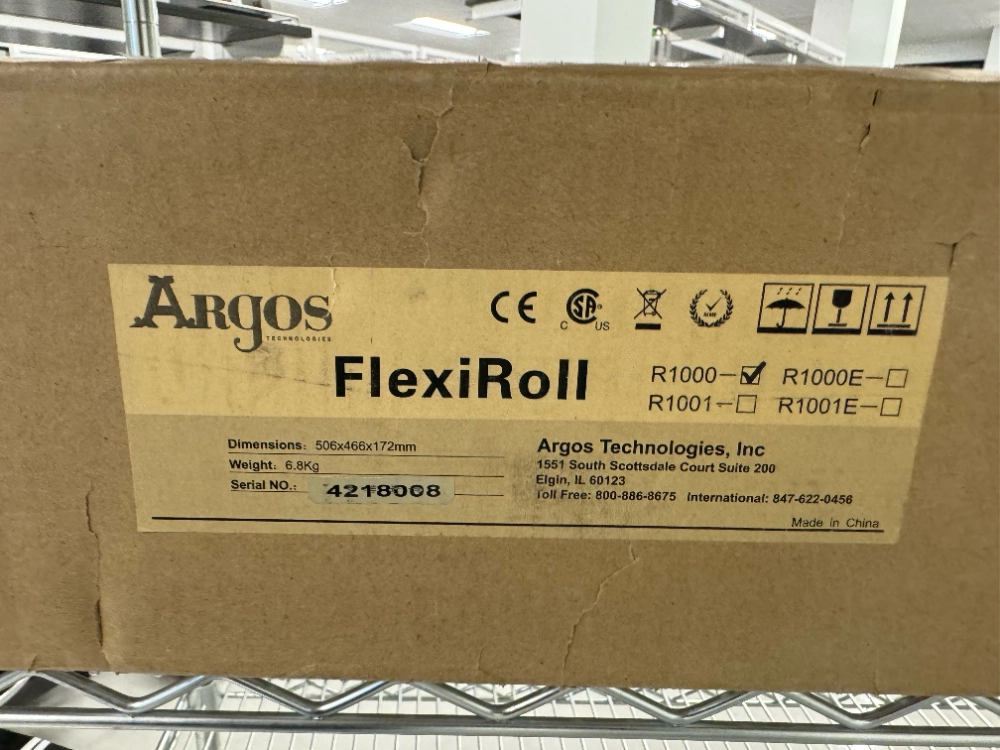 ARgOS
TECHNOLOGIES
CE
C SA US
FlexiRoll
R1000-☑ R1000E-☐
R1001-☐ R1001E-☐
Dimensions: 506x466x172mm
Weight: 6.8Kg
Serial NO.: 4218008
Argos Technologies, Inc
1551 South Scottsdale Court Suite 200
Elgin, IL 60123
Toll Free: 800-886-8675 International: 847-622-0456
Made in China